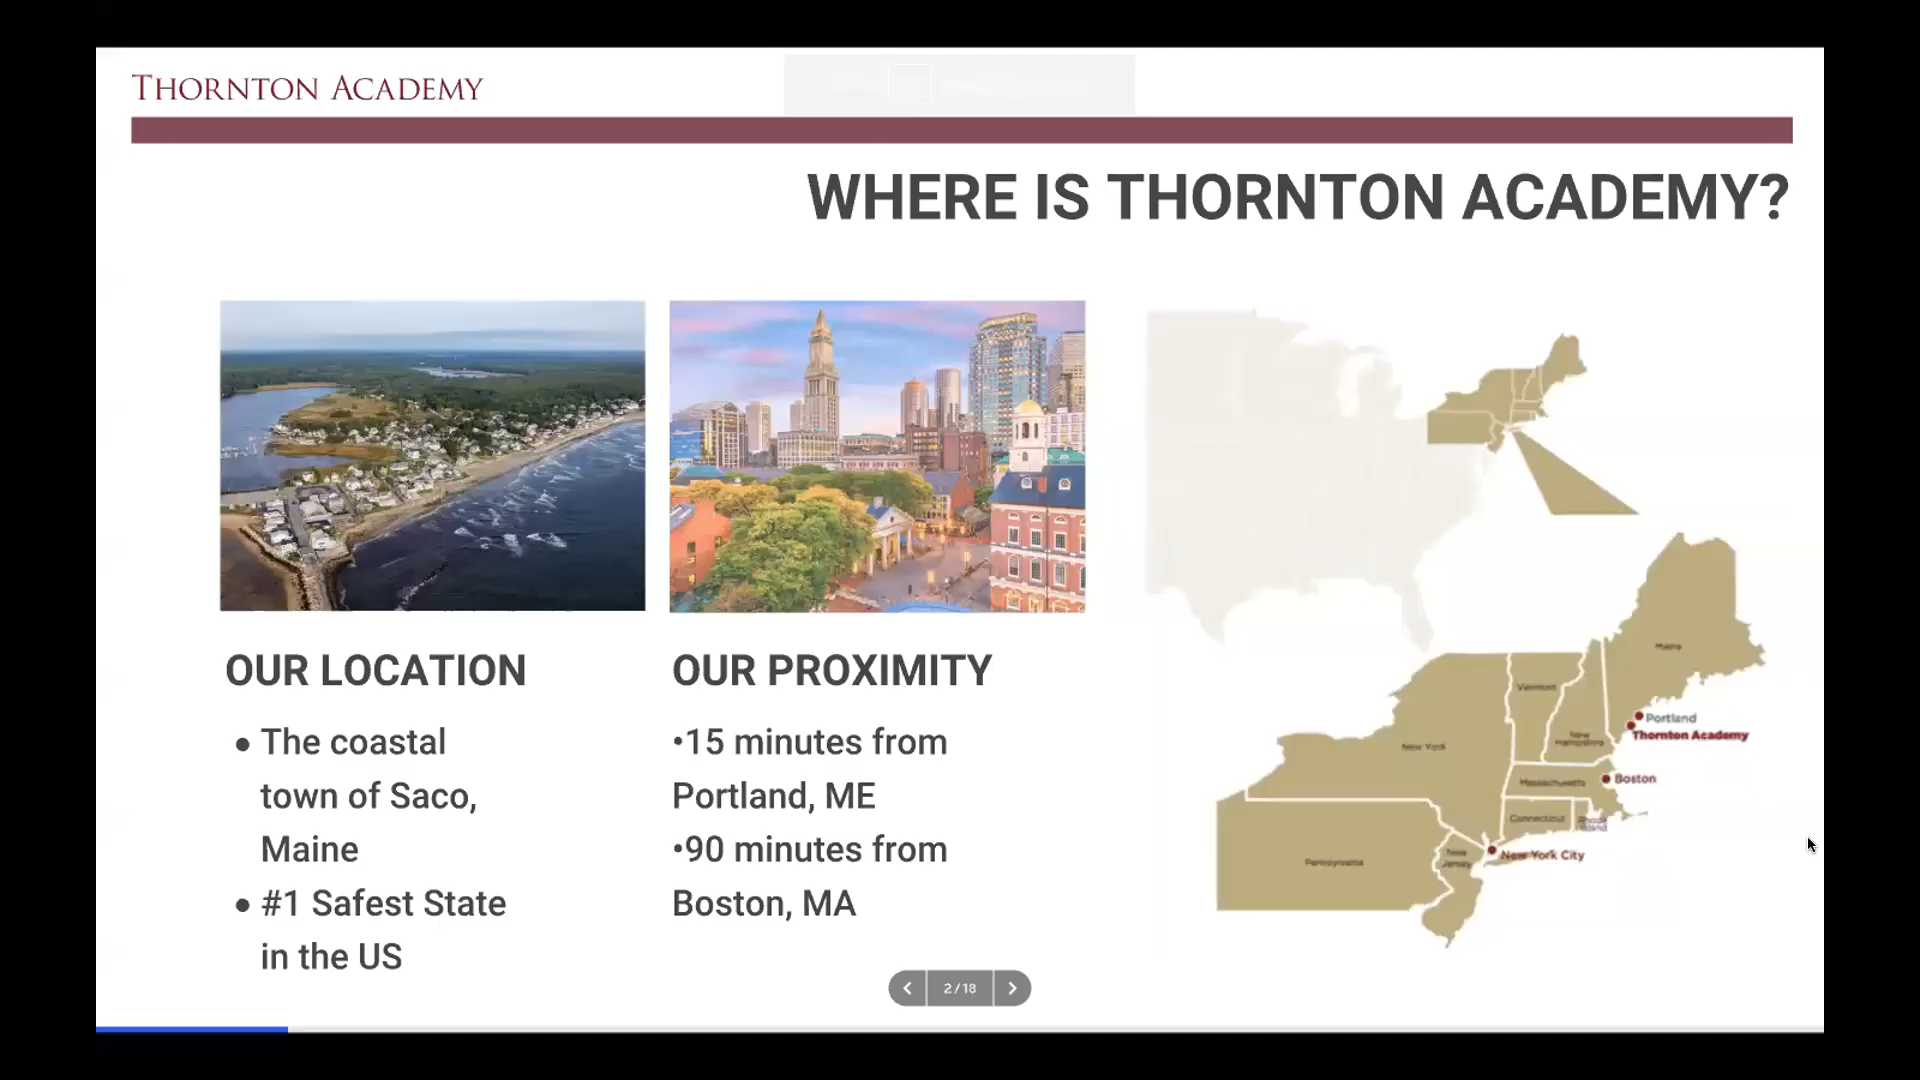 THORNTON ACADEMY
WHERE IS THORNTON ACADEMY?
OUR LOCATION
• The coastal
town of Saco,
Maine
• #1 Safest State
in the US
OUR PROXIMITY
•15 minutes from
Portland, ME
•90 minutes from
Boston, MA
Maine
Vermont
Portland
Thornton Academy
New
Hampshire
New York
Boston
Massachusetts
Connecticut
Rhode
Island
New
Jersey
New York City
Pennsylvania
2/18